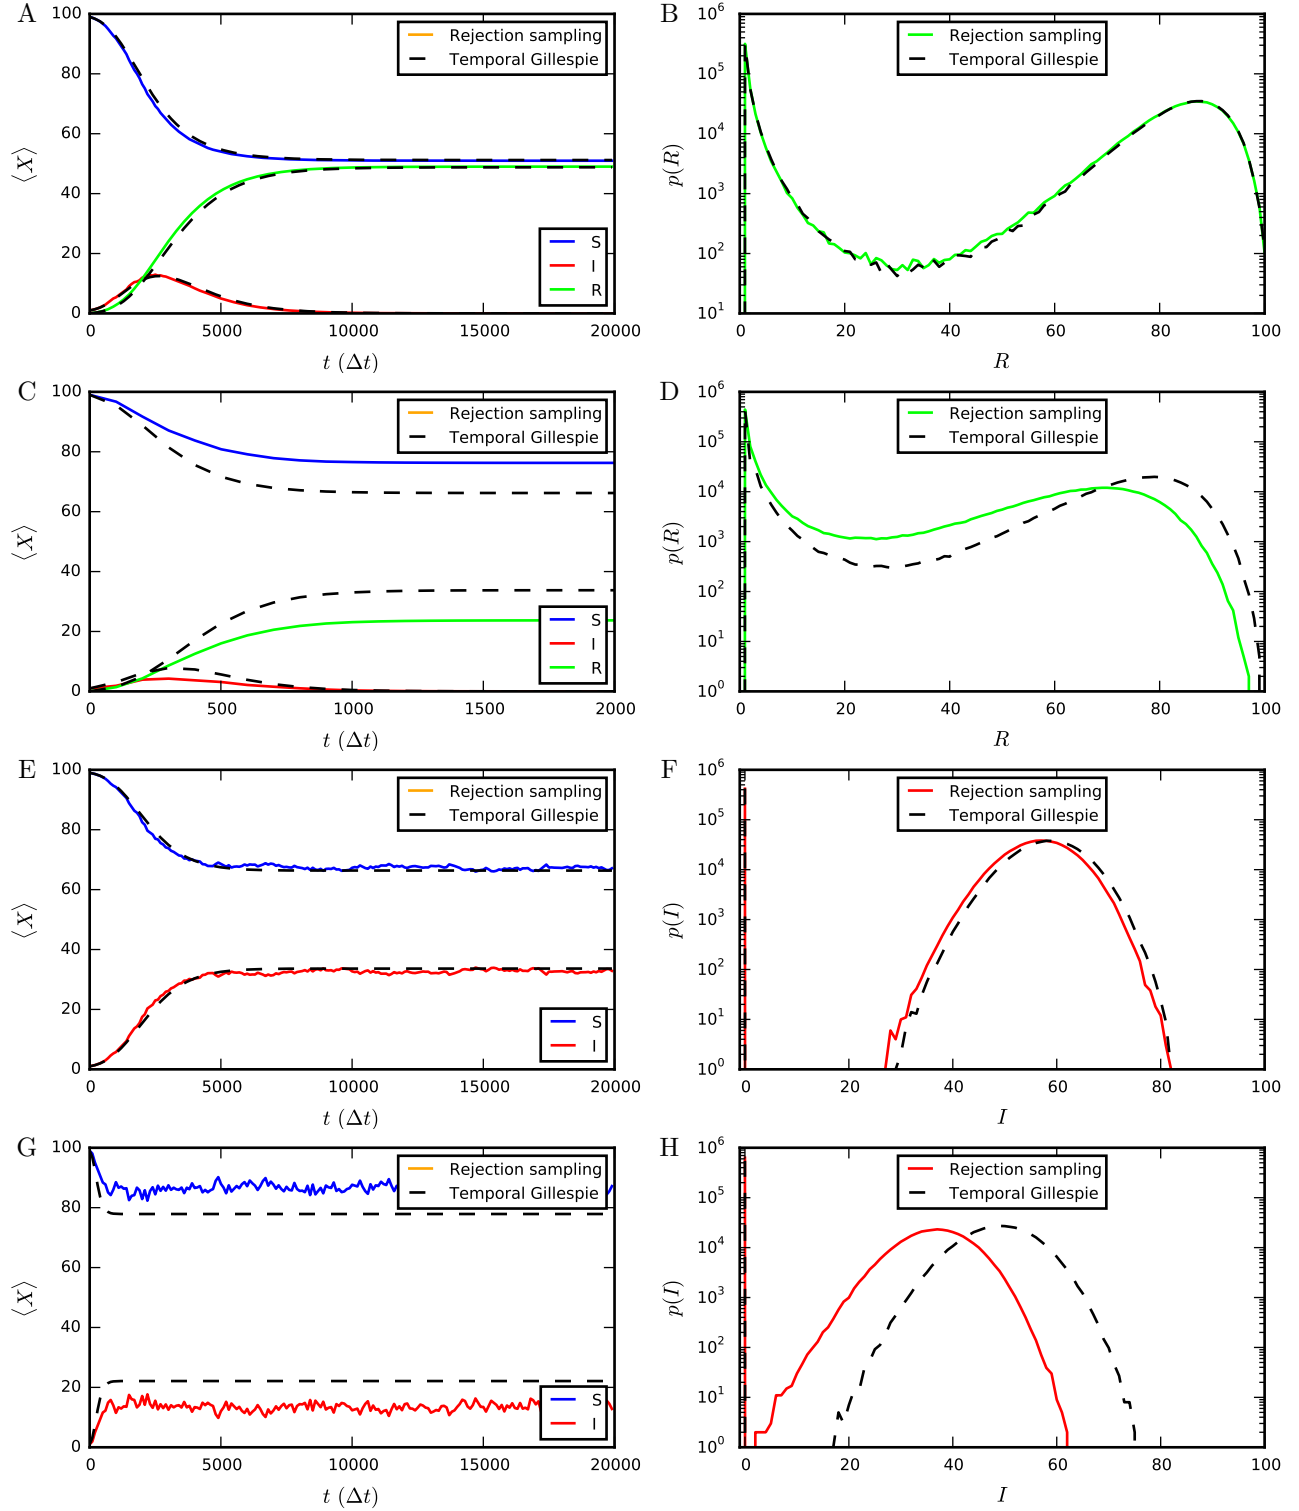 A
100
80
60
40
20
0
⟨X⟩
Rejection sampling
Temporal Gillespie
S
I
R
0 5000 10000 15000 20000
t (Δt)
B
10^6
10^5
10^4
10^3
10^2
10^1
p(R)
Rejection sampling
Temporal Gillespie
0 20 40 60 80 100
R
C
100
80
60
40
20
0
⟨X⟩
Rejection sampling
Temporal Gillespie
S
I
R
0 500 1000 1500 2000
t (Δt)
D
10^6
10^5
10^4
10^3
10^2
10^1
10^0
p(R)
Rejection sampling
Temporal Gillespie
0 20 40 60 80 100
R
E
100
80
60
40
20
0
⟨X⟩
Rejection sampling
Temporal Gillespie
S
I
0 5000 10000 15000 20000
t (Δt)
F
10^6
10^5
10^4
10^3
10^2
10^1
10^0
p(I)
Rejection sampling
Temporal Gillespie
0 20 40 60 80 100
I
G
100
80
60
40
20
0
⟨X⟩
Rejection sampling
Temporal Gillespie
S
I
0 5000 10000 15000 20000
t (Δt)
H
10^6
10^5
10^4
10^3
10^2
10^1
10^0
p(I)
Rejection sampling
Temporal Gillespie
0 20 40 60 80 100
I